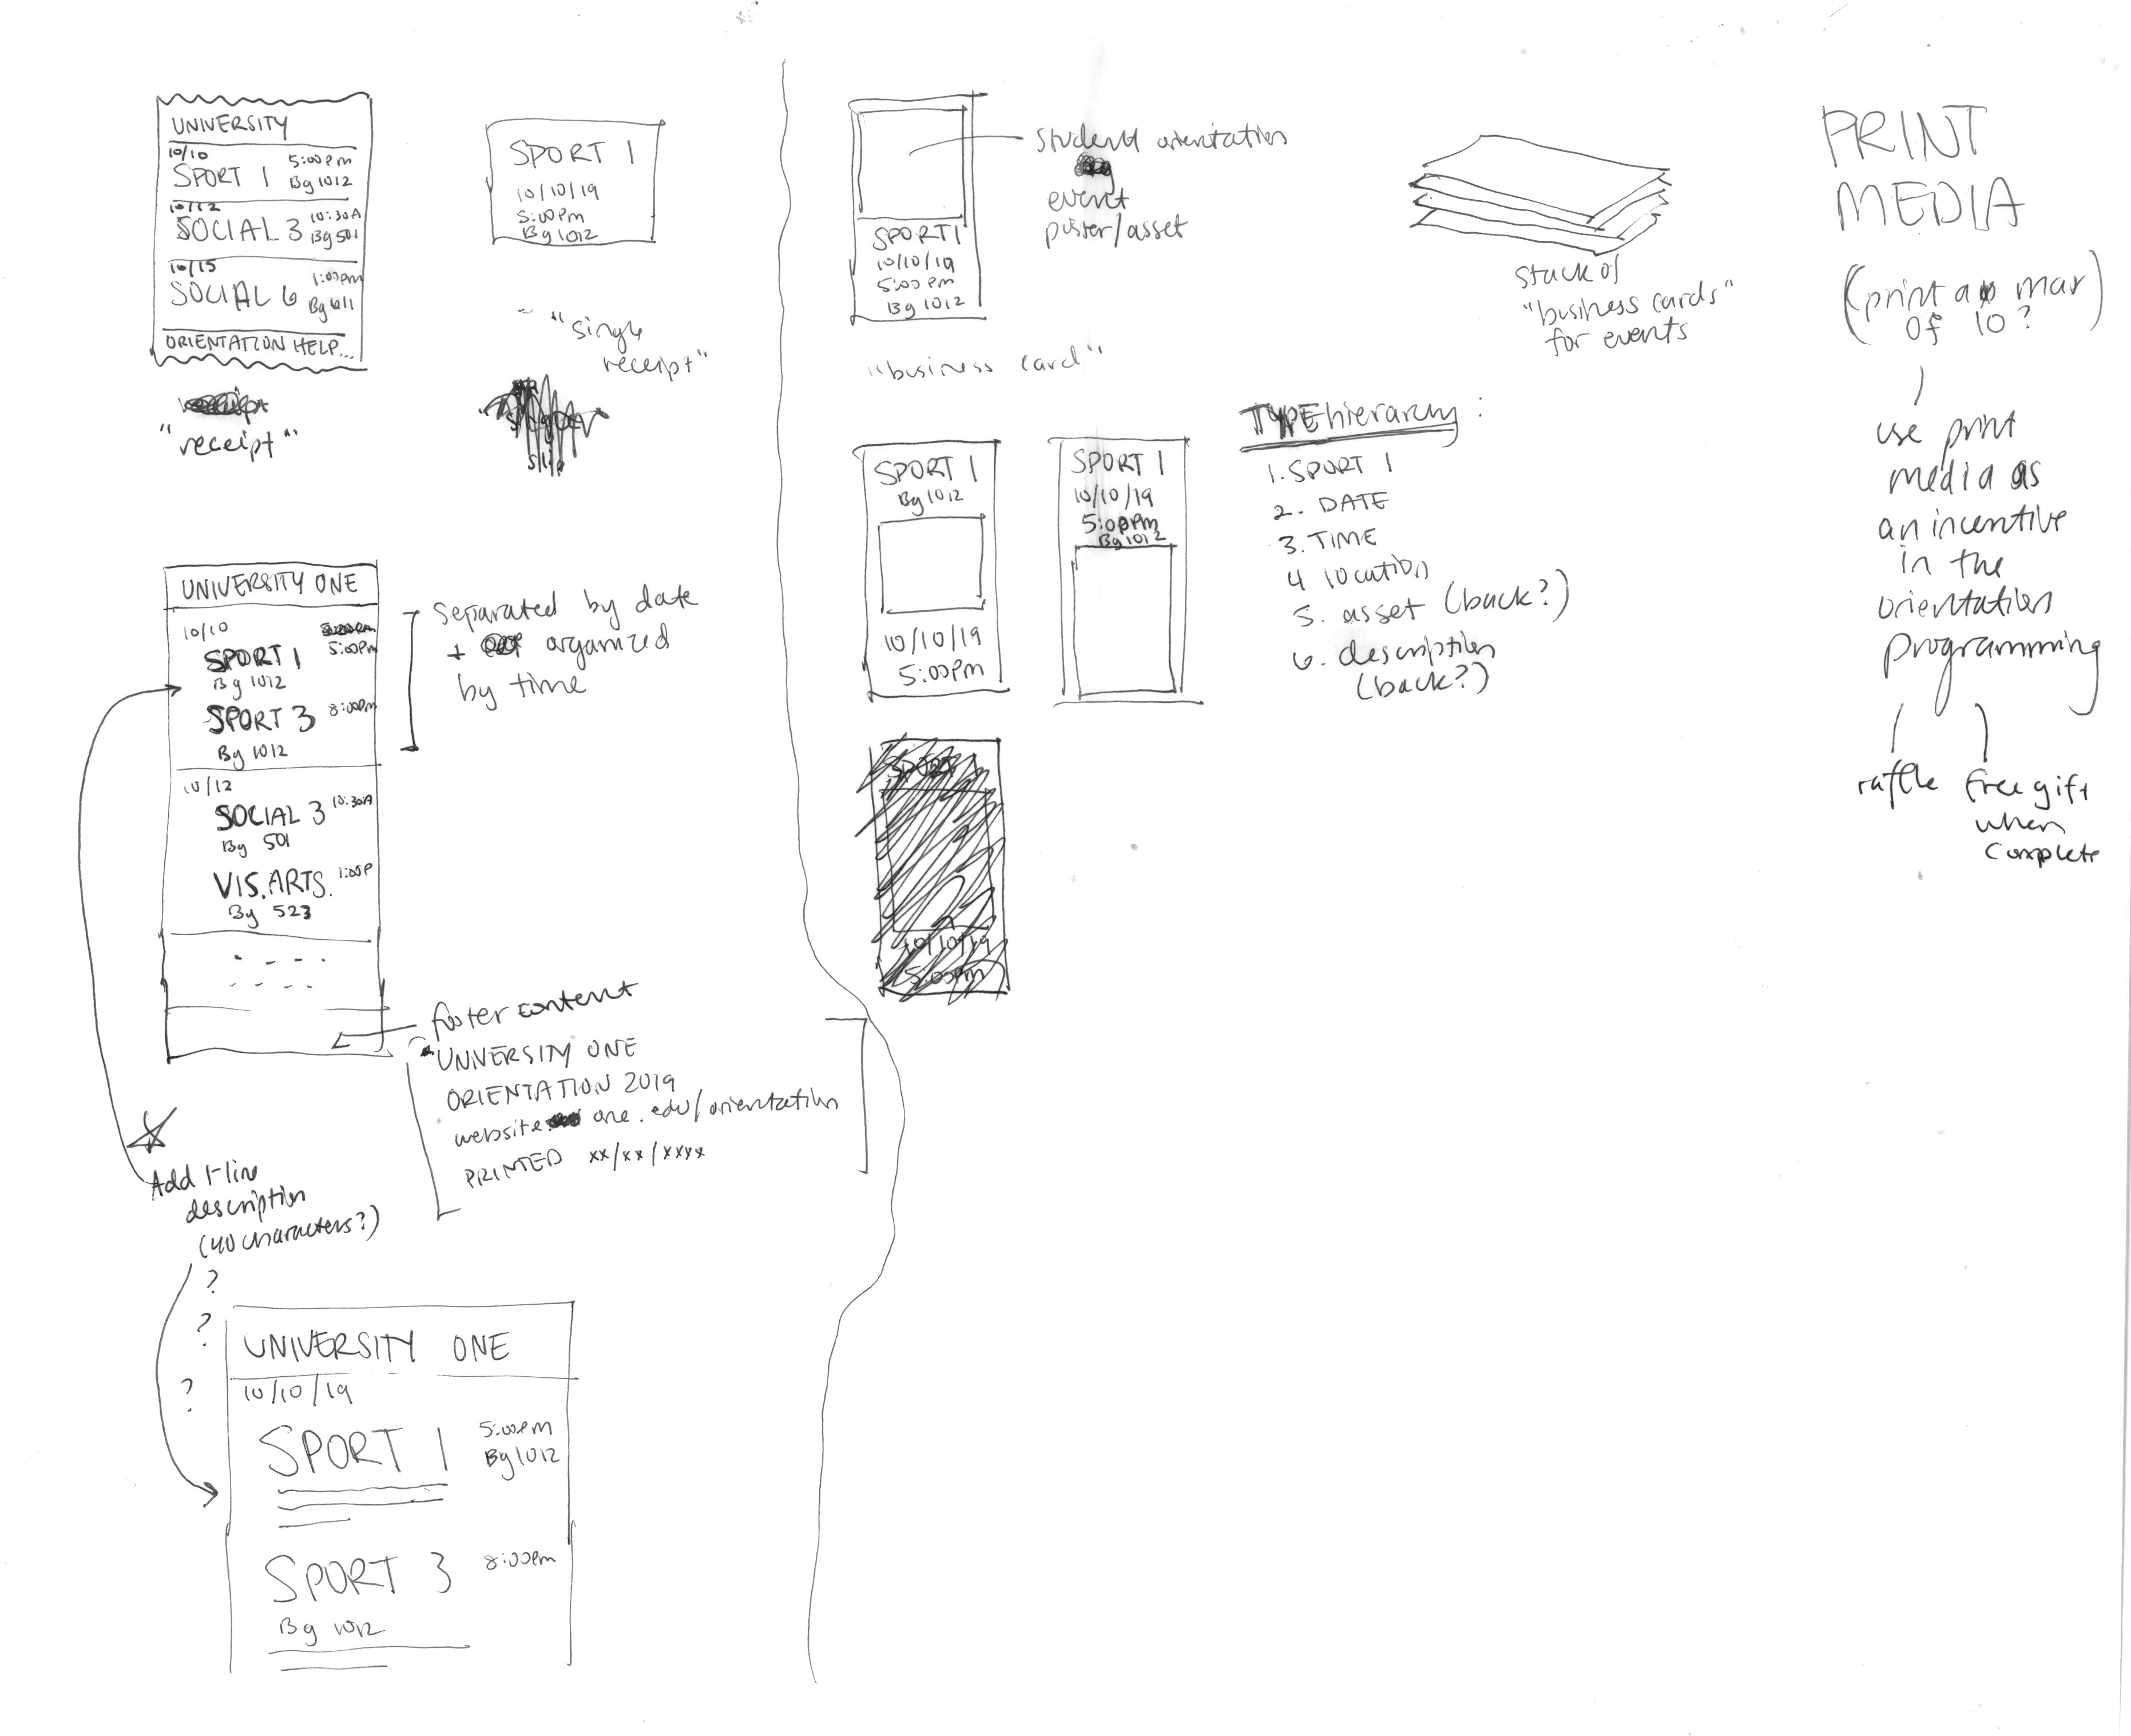 UNIVERSITY
10/10
5:00PM
SPORT 1
Bg 1012
10/12
10:30A
SOCIAL 3
Bg 501
10/15
1:00pm
SOCIAL 6
Bg 611
ORIENTATION HELP...
"receipt"
SPORT 1
10/10/19
5:00PM
Bg 1012
"single
receipt"
slip
UNIVERSITY ONE
10/10
SPORT 1
5:00PM
Bg 1012
SPORT 3
8:00PM
Bg 1012
10/12
SOCIAL 3
10:30A
Bg 501
VIS. ARTS.
1:00P
Bg 523
separated by date
+ organized
by time
footer content
UNIVERSITY ONE
ORIENTATION 2019
website one.edu/orientation
PRINTED xx/xx/xxxx
Add 1-line
description
(40 characters?)
?
?
?
UNIVERSITY ONE
10/10/19
SPORT 1
5:00PM
Bg 1012
SPORT 3
8:00pm
Bg 1012
SPORT 1
10/10/19
5:00 pm
Bg 1012
student orientation
event
poster/asset
"business card"
SPORT 1
Bg 1012
10/10/19
5:00pm
SPORT 1
10/10/19
5:00pm
Bg 1012
SPORT
10/10/19
5:00pm
stack of
"business cards"
for events
TYPE hierarchy:
1. SPORT 1
2. DATE
3. TIME
4 location
5. asset (back?)
6. description
(back?)
PRINT
MEDIA
(print a max
of 10?)
use print
media as
an incentive
in the
orientation
programming
raffle
free gift
when
complete